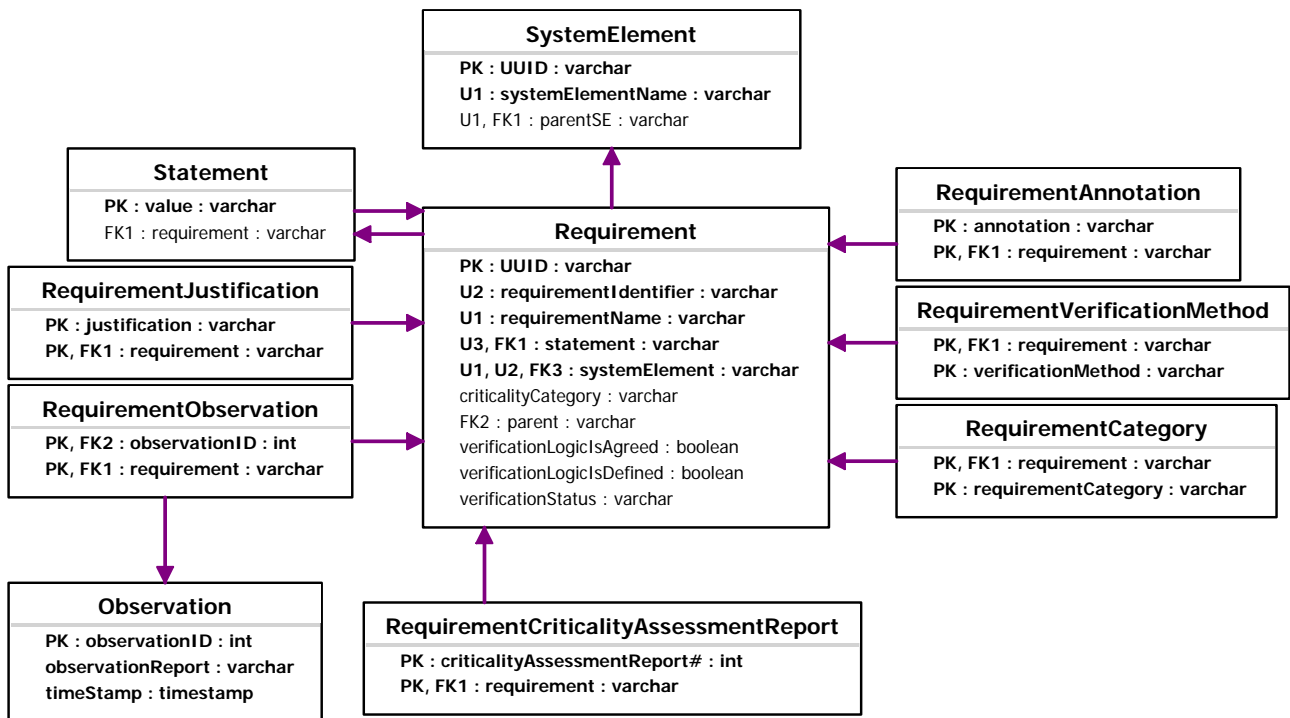 SystemElement
PK : UUID : varchar
U1 : systemElementName : varchar
U1, FK1 : parentSE : varchar
Statement
PK : value : varchar
FK1 : requirement : varchar
RequirementJustification
PK : justification : varchar
PK, FK1 : requirement : varchar
RequirementObservation
PK, FK2 : observationID : int
PK, FK1 : requirement : varchar
Observation
PK : observationID : int
observationReport : varchar
timeStamp : timestamp
Requirement
PK : UUID : varchar
U2 : requirementIdentifier : varchar
U1 : requirementName : varchar
U3, FK1 : statement : varchar
U1, U2, FK3 : systemElement : varchar
criticalityCategory : varchar
FK2 : parent : varchar
verificationLogicIsAgreed : boolean
verificationLogicIsDefined : boolean
verificationStatus : varchar
RequirementCriticalityAssessmentReport
PK : criticalityAssessmentReport# : int
PK, FK1 : requirement : varchar
RequirementAnnotation
PK : annotation : varchar
PK, FK1 : requirement : varchar
RequirementVerificationMethod
PK, FK1 : requirement : varchar
PK : verificationMethod : varchar
RequirementCategory
PK, FK1 : requirement : varchar
PK : requirementCategory : varchar